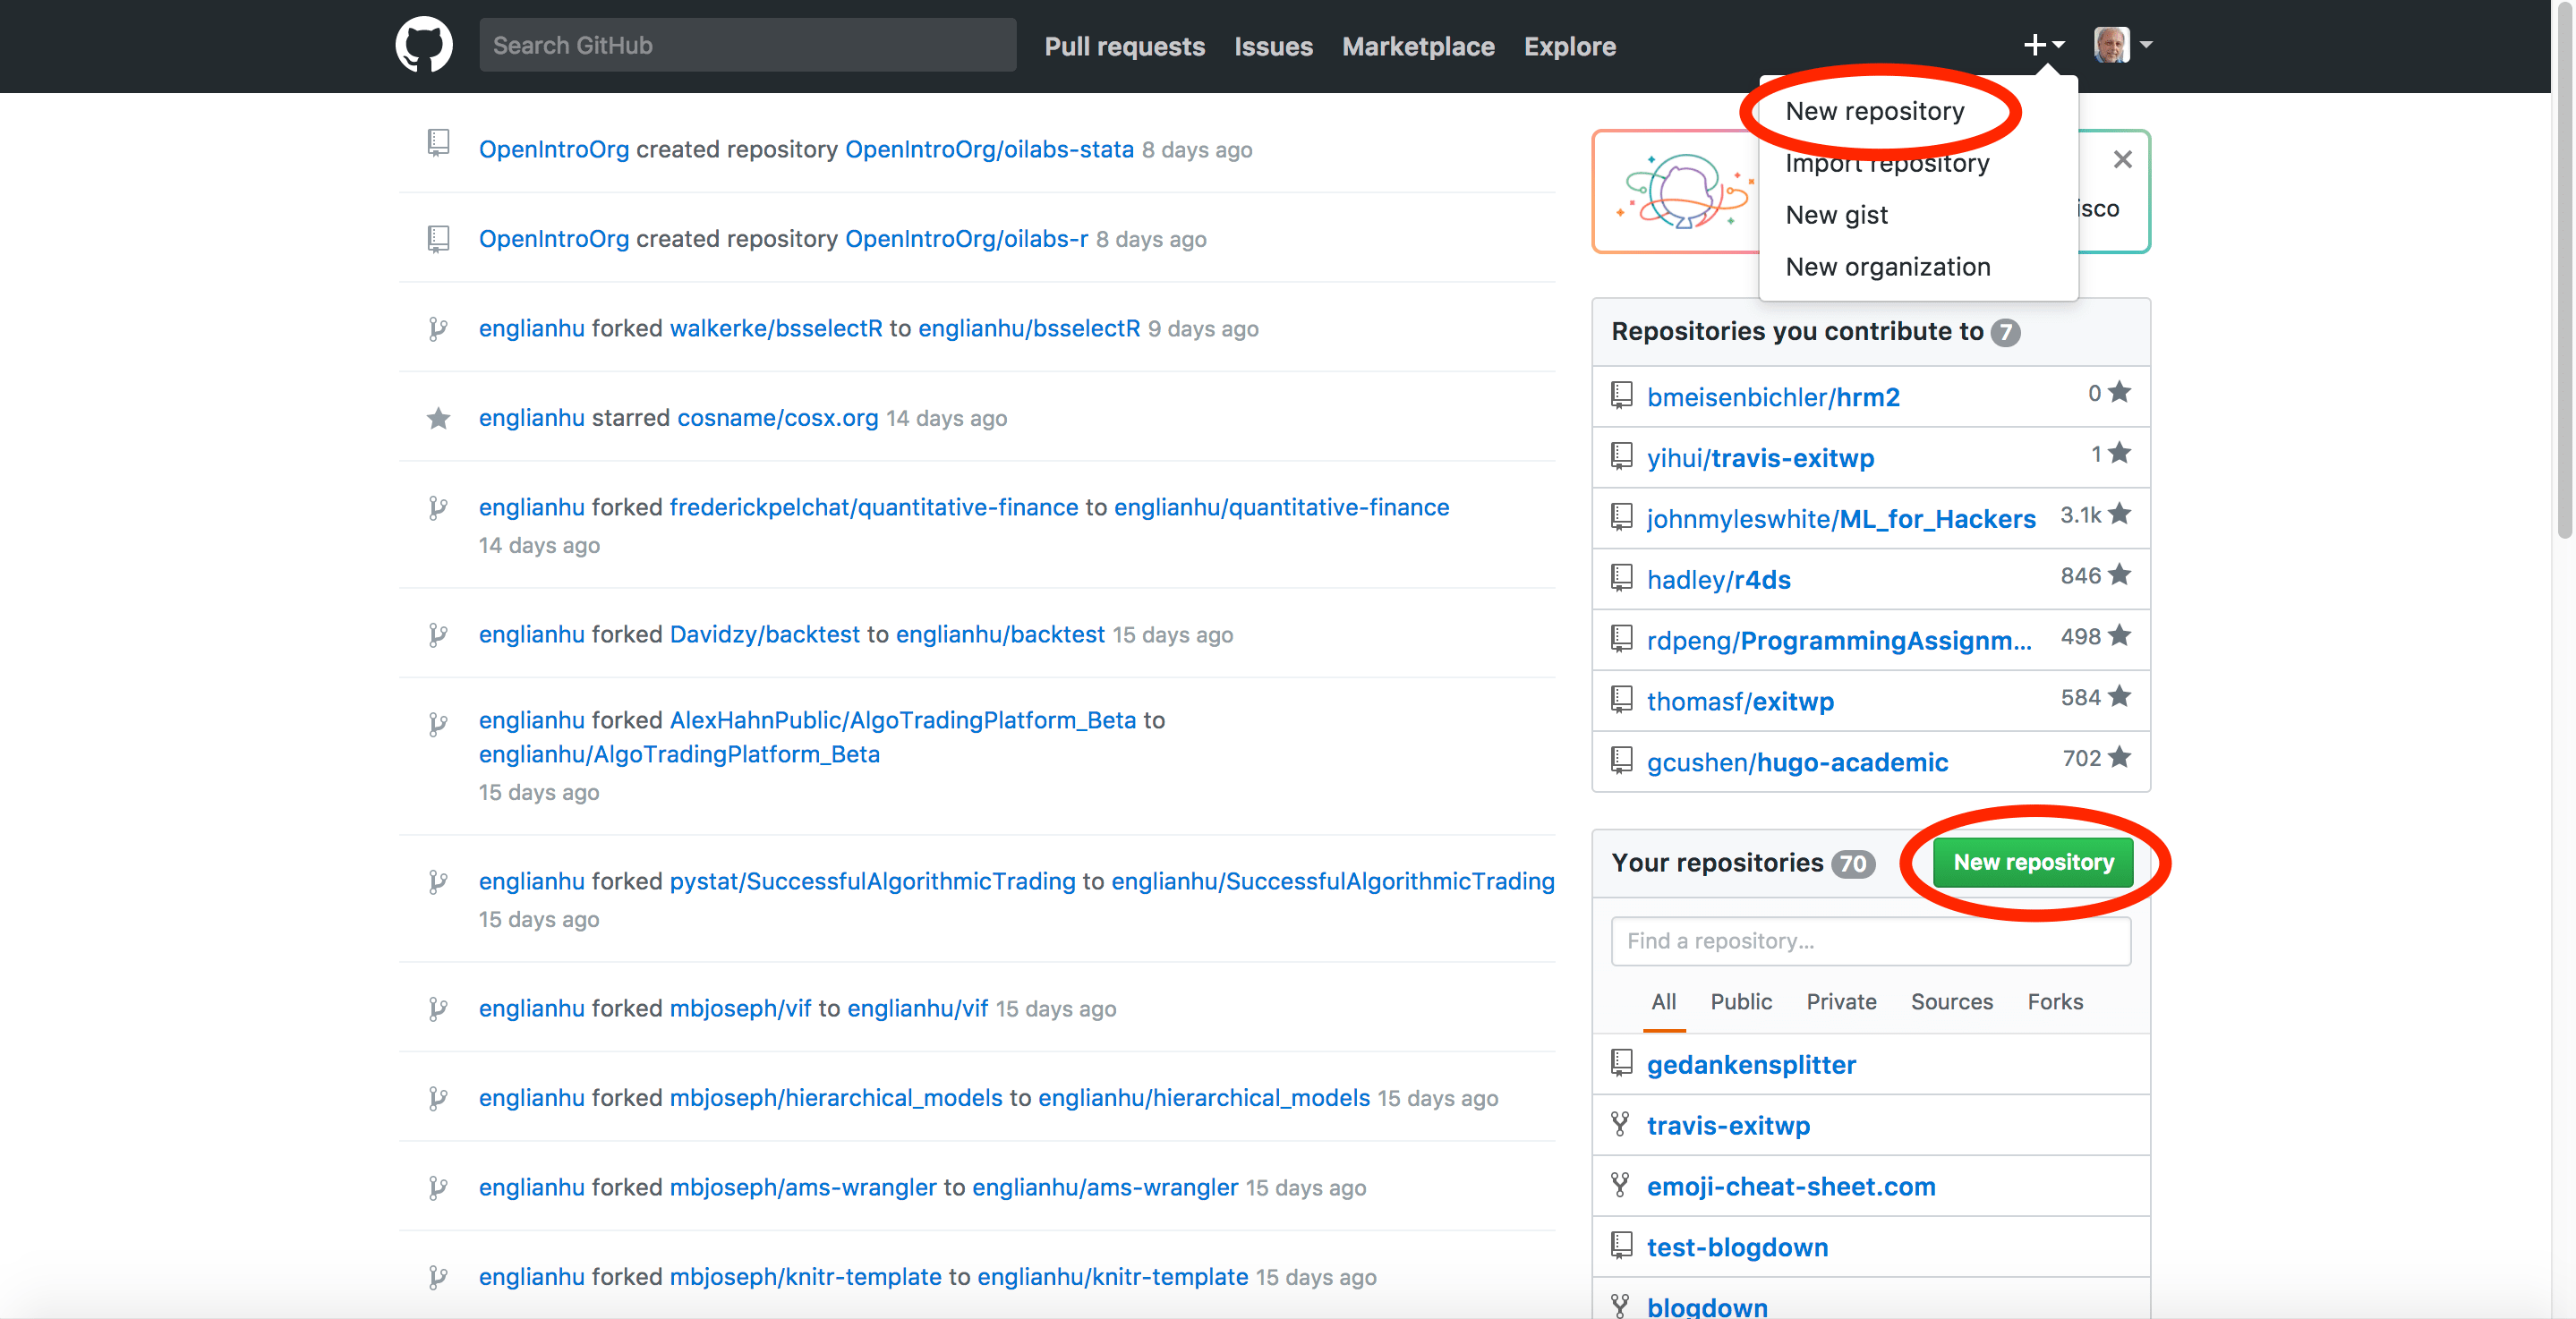 Search GitHub
Pull requests
Issues
Marketplace
Explore
New repository
Import repository
New gist
New organization
OpenIntroOrg created repository OpenIntroOrg/oilabs-stata 8 days ago
OpenIntroOrg created repository OpenIntroOrg/oilabs-r 8 days ago
englianhu forked walkerke/bsselectR to englianhu/bsselectR 9 days ago
englianhu starred cosname/cosx.org 14 days ago
englianhu forked frederickpelchat/quantitative-finance to englianhu/quantitative-finance
14 days ago
englianhu forked Davidzy/backtest to englianhu/backtest 15 days ago
englianhu forked AlexHahnPublic/AlgoTradingPlatform_Beta to
englianhu/AlgoTradingPlatform_Beta
15 days ago
englianhu forked pystat/SuccessfulAlgorithmicTrading to englianhu/SuccessfulAlgorithmicTrading
15 days ago
englianhu forked mbjoseph/vif to englianhu/vif 15 days ago
englianhu forked mbjoseph/hierarchical_models to englianhu/hierarchical_models 15 days ago
englianhu forked mbjoseph/ams-wrangler to englianhu/ams-wrangler 15 days ago
englianhu forked mbjoseph/knitr-template to englianhu/knitr-template 15 days ago
isco
Repositories you contribute to 7
bmeisenbichler/hrm2 0
yihui/travis-exitwp 1
johnmyleswhite/ML_for_Hackers 3.1k
hadley/r4ds 846
rdpeng/ProgrammingAssignm... 498
thomasf/exitwp 584
gcushen/hugo-academic 702
Your repositories 70
New repository
Find a repository...
All
Public
Private
Sources
Forks
gedankensplitter
travis-exitwp
emoji-cheat-sheet.com
test-blogdown
blogdown